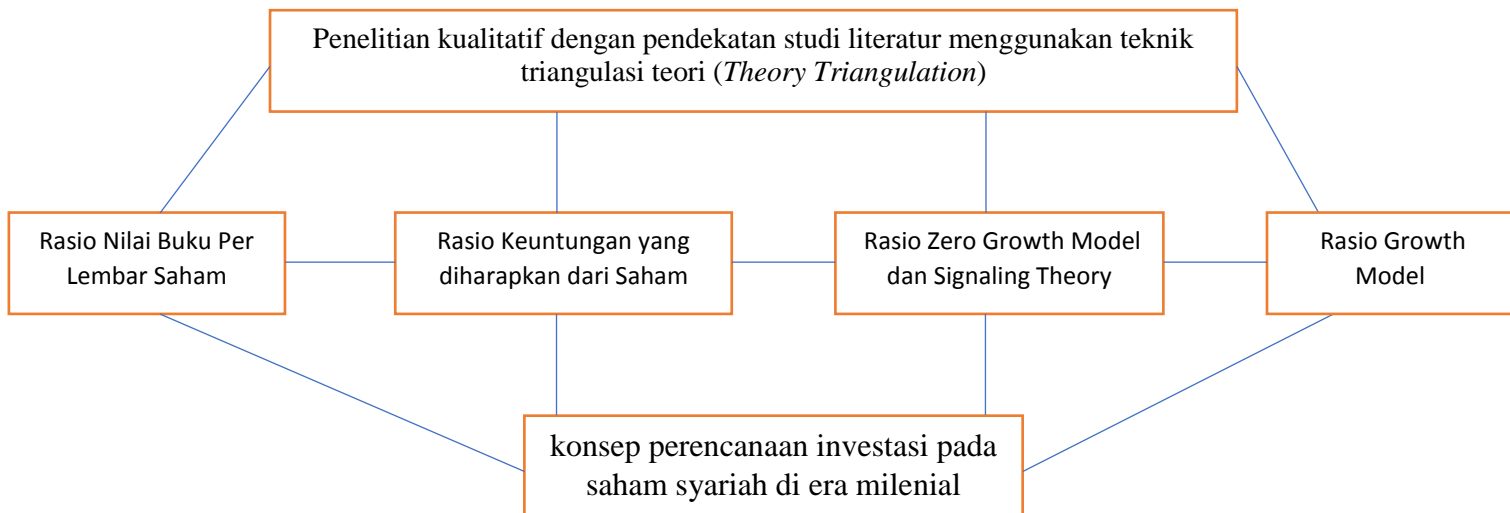 Penelitian kualitatif dengan pendekatan studi literatur menggunakan teknik
triangulasi teori (Theory Triangulation)
Rasio Nilai Buku Per
Lembar Saham
Rasio Keuntungan yang
diharapkan dari Saham
Rasio Zero Growth Model
dan Signaling Theory
Rasio Growth
Model
konsep perencanaan investasi pada
saham syariah di era milenial